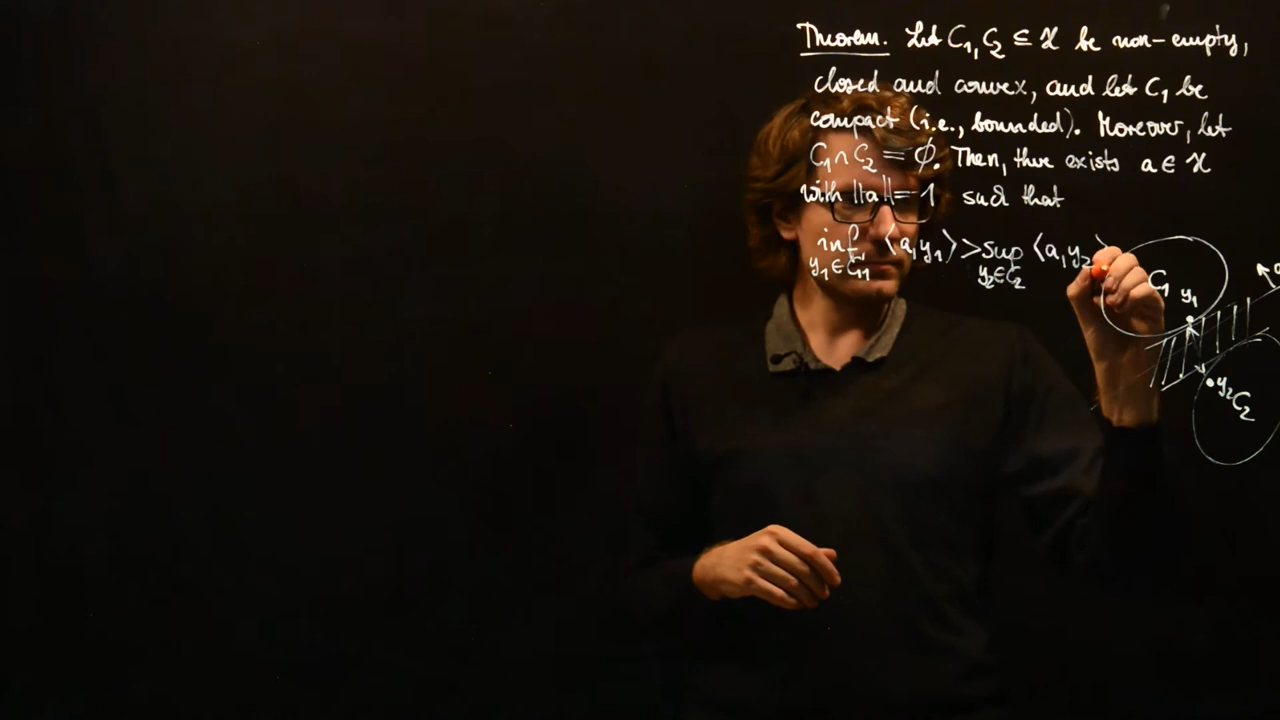 Theorem. Let C₁, C₂ ⊆ 𝓗 be non-empty,
closed and convex, and let C₁ be
compact (i.e., bounded). Moreover, let
C₁ ∩ C₂ = ∅. Then, there exists a ∈ 𝓗
with ||a|| = 1 such that
inf ⟨a, y₁⟩ > sup ⟨a, y₂⟩
y₁ ∈ C₁ y₂ ∈ C₂
C₁ y₁
a
y₂ C₂